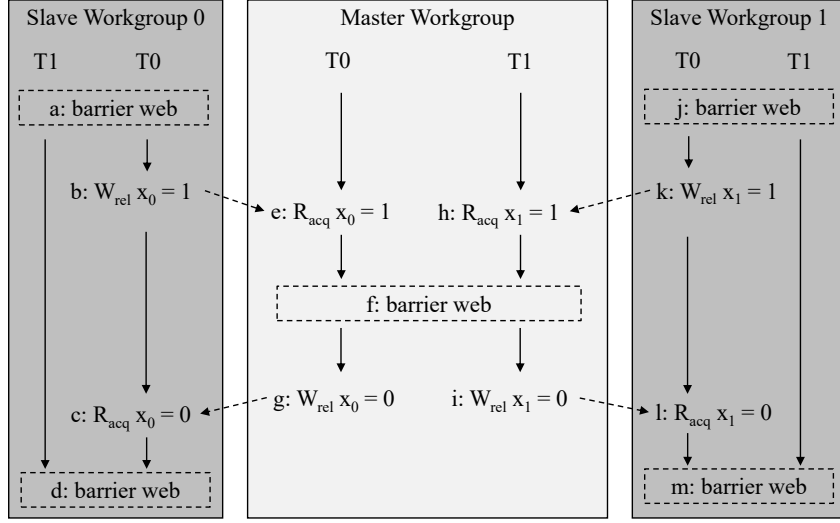 Slave Workgroup 0
T1 T0
a: barrier web
b: W_rel x_0 = 1
c: R_acq x_0 = 0
d: barrier web
Master Workgroup
T0 T1
e: R_acq x_0 = 1 h: R_acq x_1 = 1
f: barrier web
g: W_rel x_0 = 0 i: W_rel x_1 = 0
Slave Workgroup 1
T0 T1
j: barrier web
k: W_rel x_1 = 1
l: R_acq x_1 = 0
m: barrier web